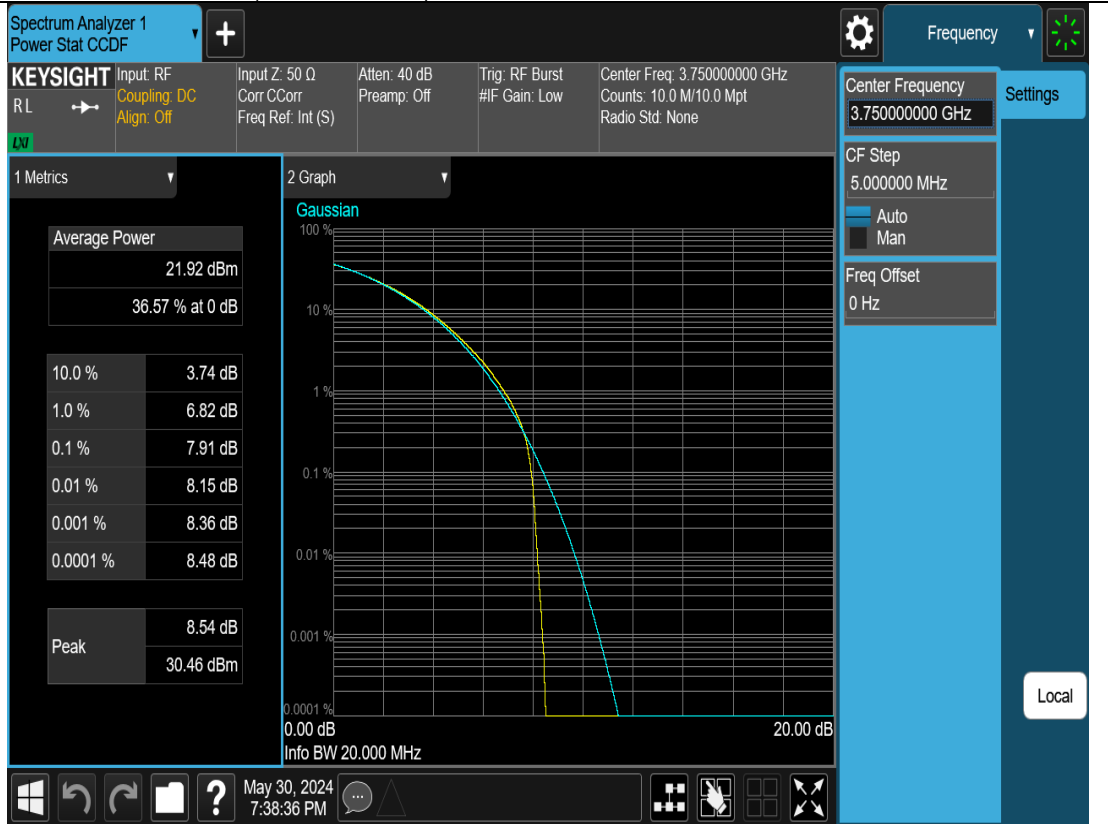 Spectrum Analyzer 1
Power Stat CCDF
+
Frequency
KEYSIGHT
R L
LXI
Input: RF
Coupling: DC
Align: Off
Input Z: 50 Ω
Corr CCorr
Freq Ref: Int (S)
Atten: 40 dB
Preamp: Off
Trig: RF Burst
#IF Gain: Low
Center Freq: 3.750000000 GHz
Counts: 10.0 M/10.0 Mpt
Radio Std: None
Center Frequency
3.750000000 GHz
Settings
CF Step
5.000000 MHz
Auto
Man
Freq Offset
0 Hz
1 Metrics
Average Power
21.92 dBm
36.57 % at 0 dB
10.0 % 3.74 dB
1.0 % 6.82 dB
0.1 % 7.91 dB
0.01 % 8.15 dB
0.001 % 8.36 dB
0.0001 % 8.48 dB
Peak
8.54 dB
30.46 dBm
2 Graph
Gaussian
100 %
10 %
1 %
0.1 %
0.01 %
0.001 %
0.0001 %
0.00 dB 20.00 dB
Info BW 20.000 MHz
Local
?
May 30, 2024
7:38:36 PM